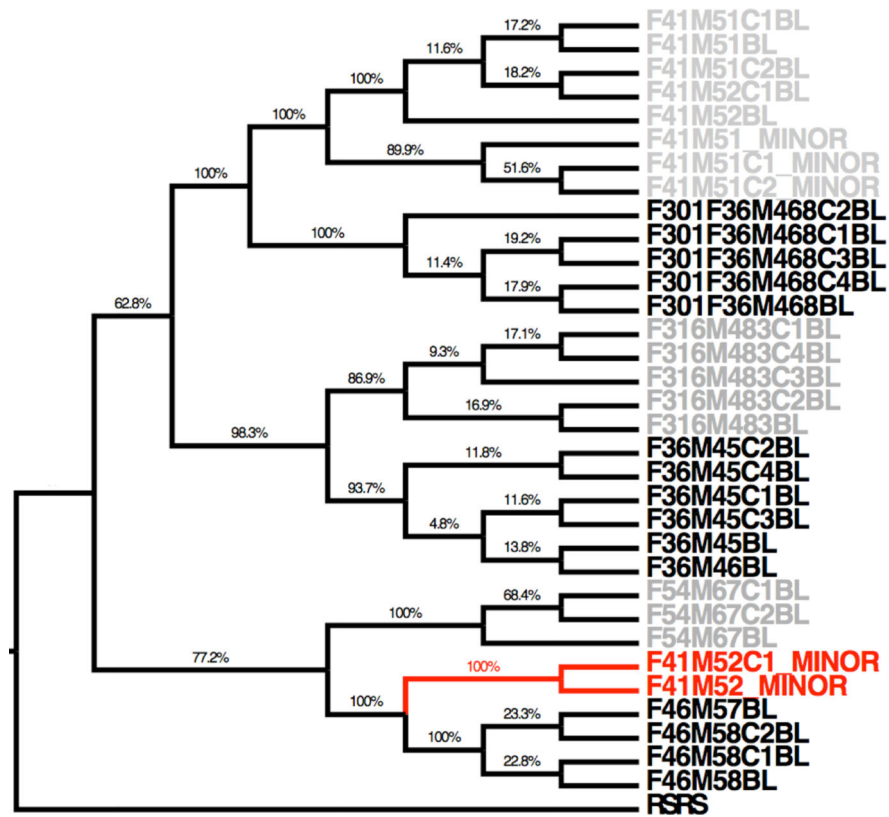 17.2%
F41M51C1BL
F41M51BL
11.6%
18.2%
F41M51C2BL
F41M52C1BL
100%
F41M52BL
100%
89.9%
F41M51_MINOR
51.6%
F41M51C1_MINOR
F41M51C2_MINOR
100%
F301F36M468C2BL
100%
19.2%
F301F36M468C1BL
F301F36M468C3BL
11.4%
17.9%
F301F36M468C4BL
F301F36M468BL
62.8%
17.1%
F316M483C1BL
F316M483C4BL
9.3%
F316M483C3BL
86.9%
16.9%
F316M483C2BL
F316M483BL
98.3%
11.8%
F36M45C2BL
F36M45C4BL
93.7%
11.6%
F36M45C1BL
F36M45C3BL
4.8%
13.8%
F36M45BL
F36M46BL
68.4%
F54M67C1BL
F54M67C2BL
100%
F54M67BL
77.2%
100%
F41M52C1_MINOR
F41M52_MINOR
100%
23.3%
F46M57BL
F46M58C2BL
100%
22.8%
F46M58C1BL
F46M58BL
RSRS